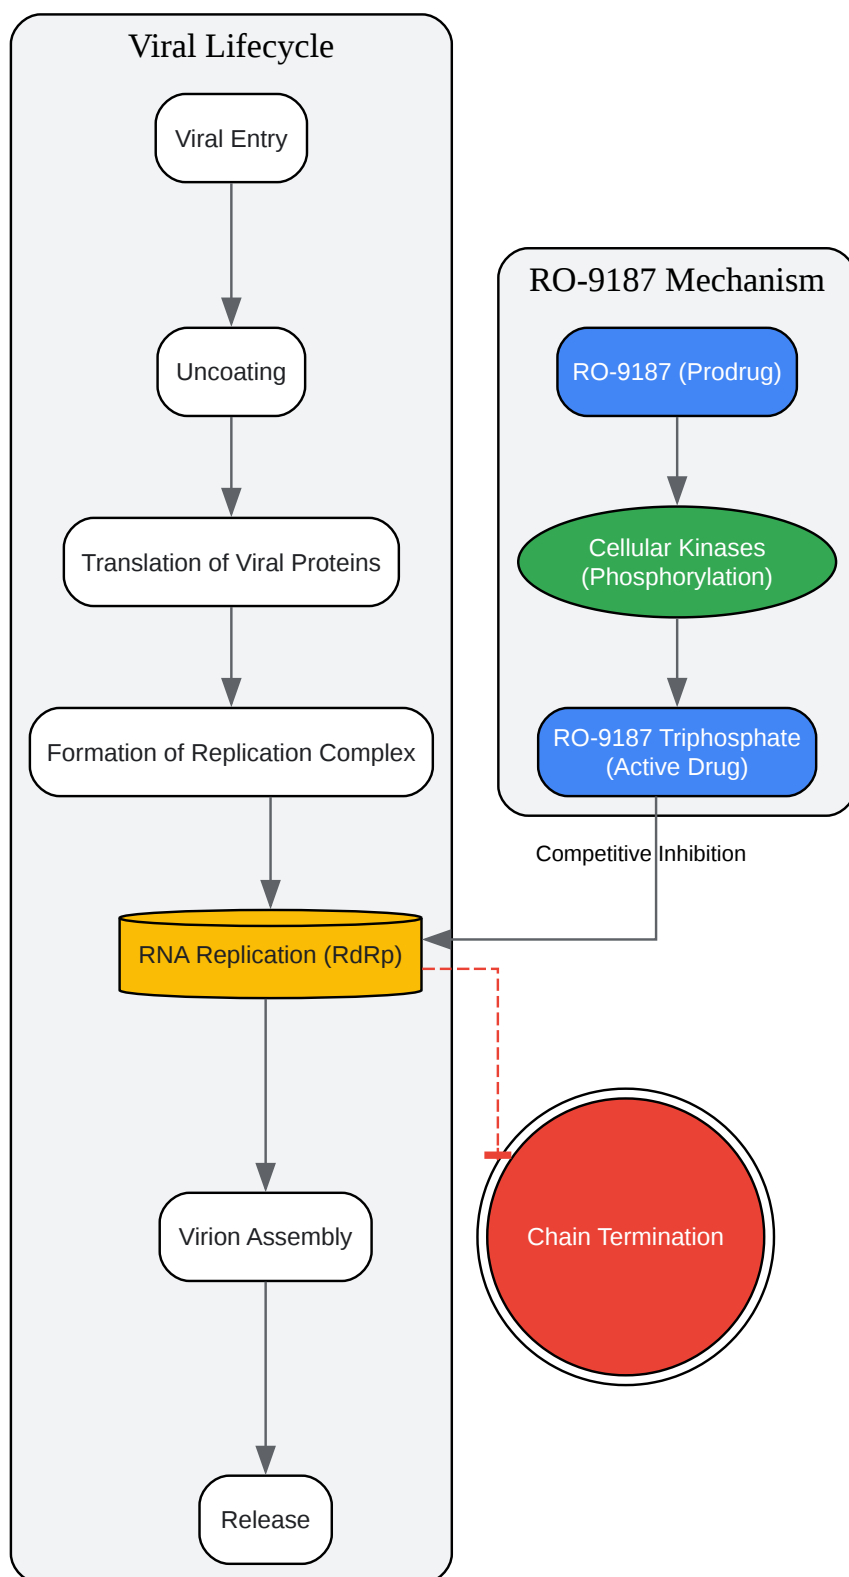 Viral Lifecycle
Viral Entry
Uncoating
Translation of Viral Proteins
Formation of Replication Complex
RNA Replication (RdRp)
Virion Assembly
Release
RO-9187 Mechanism
RO-9187 (Prodrug)
Cellular Kinases
(Phosphorylation)
RO-9187 Triphosphate
(Active Drug)
Competitive Inhibition
Chain Termination